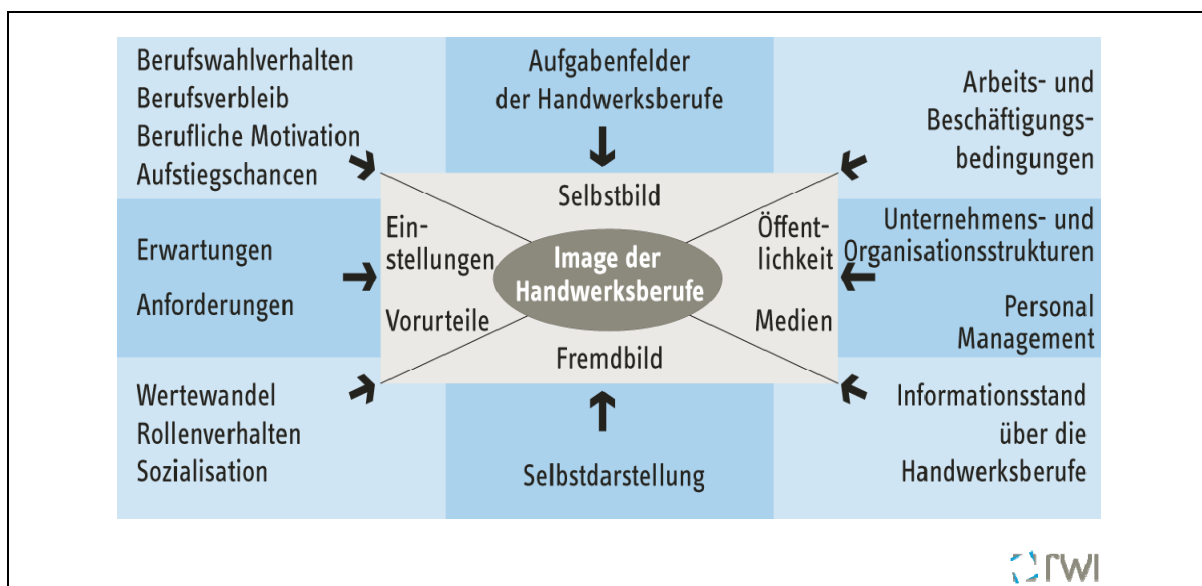 Berufswahlverhalten
Berufsverbleib
Berufliche Motivation
Aufstiegschancen
Aufgabenfelder
der Handwerksberufe
Arbeits- und
Beschäftigungs-
bedingungen
Erwartungen
Anforderungen
Selbstbild
Ein-
stellungen
Vorurteile
Image der
Handwerksberufe
Öffent-
lichkeit
Medien
Fremdbild
Unternehmens- und
Organisationsstrukturen
Personal
Management
Wertewandel
Rollenverhalten
Sozialisation
Selbstdarstellung
Informationsstand
über die
Handwerksberufe
rwi